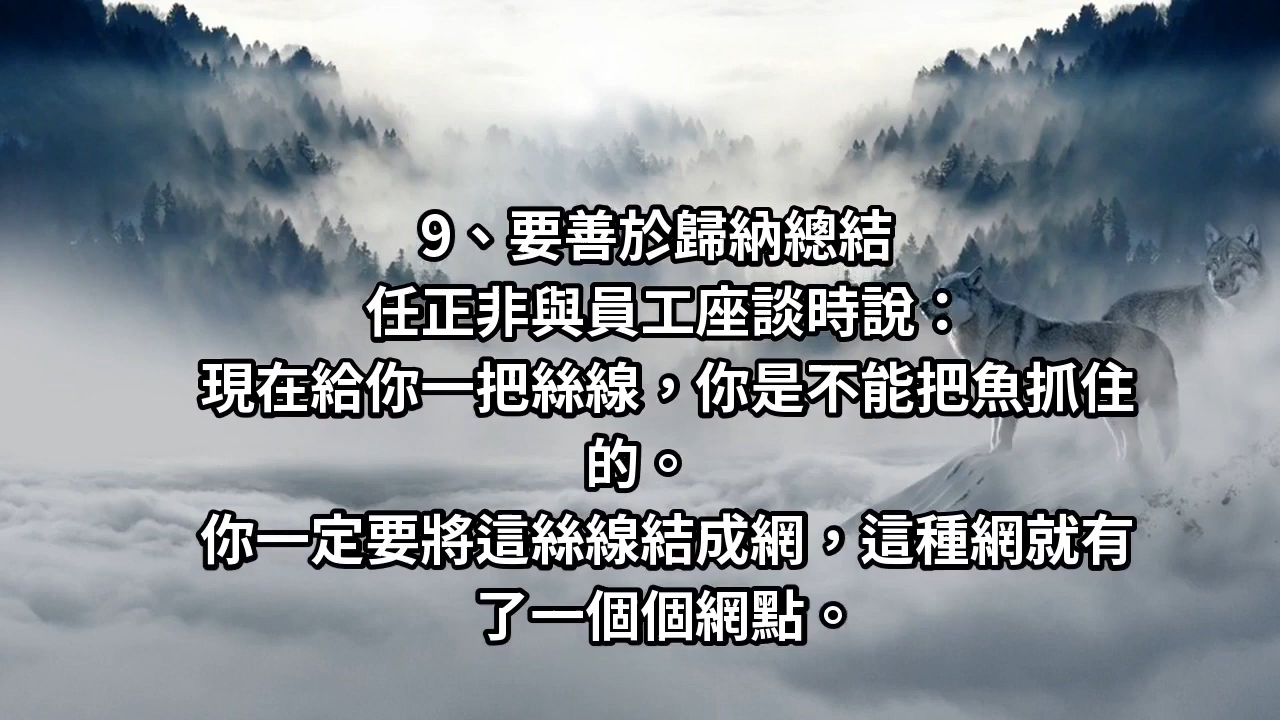 9、要善於歸納總結
任正非與員工座談時說：
現在給你一把絲線，你是不能把魚抓住
的。
你一定要將這絲線結成網，這種網就有
了一個個網點。